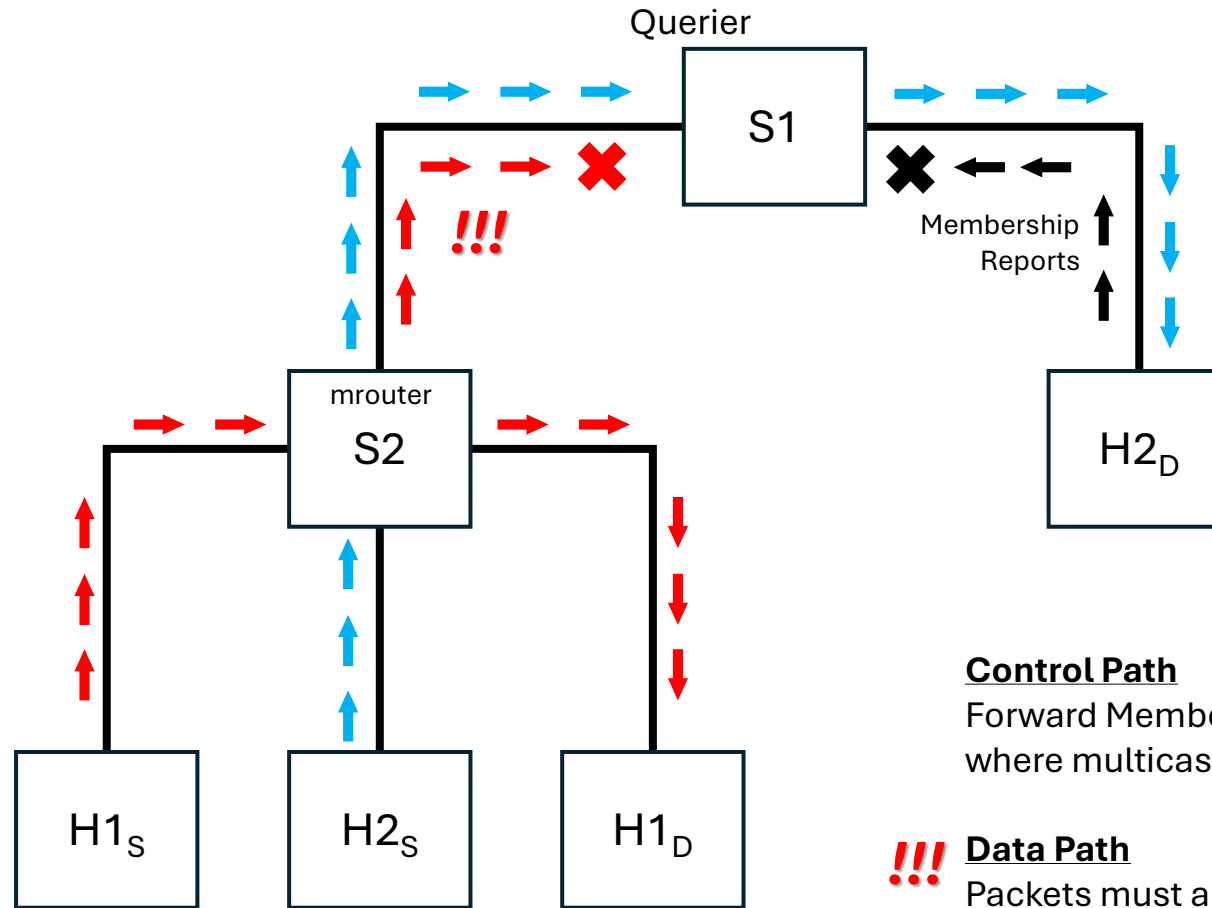 Querier
S1
!!!
Membership
Reports
mrouter
S2
H2D
H1S
H2S
H1D
Control Path
Forward Membe
where multicas
!!! Data Path
Packets must a